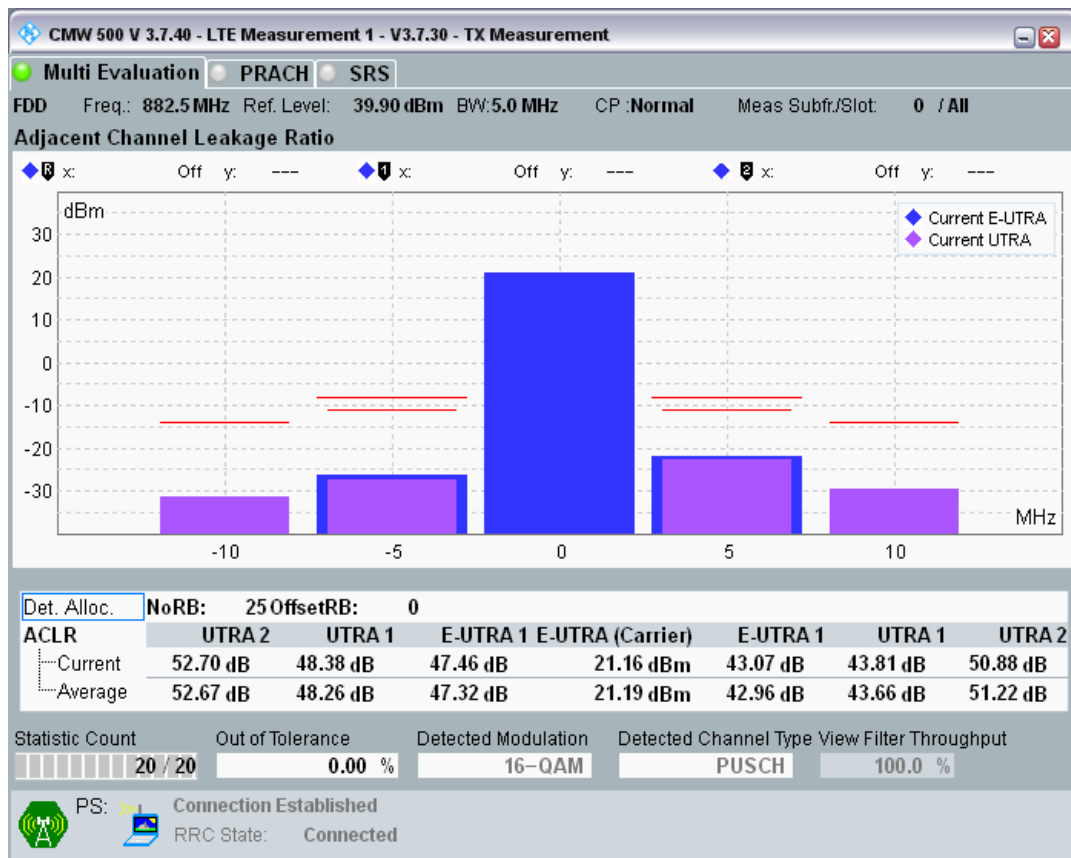 CMW 500 V 3.7.40 - LTE Measurement 1 - V3.7.30 - TX Measurement
Multi Evaluation PRACH SRS
FDD Freq.: 882.5 MHz Ref. Level: 39.90 dBm BW:5.0 MHz CP :Normal Meas Subfr./Slot: 0 / All
Adjacent Channel Leakage Ratio
R x: Off y: --- 1 x: Off y: --- 2 x: Off y: ---
dBm
Current E-UTRA
Current UTRA
30
20
10
0
-10
-20
-30
MHz
-10 -5 0 5 10
Det. Alloc. NoRB: 25 OffsetRB: 0
ACLR UTRA 2 UTRA 1 E-UTRA 1 E-UTRA (Carrier) E-UTRA 1 UTRA 1 UTRA 2
Current 52.70 dB 48.38 dB 47.46 dB 21.16 dBm 43.07 dB 43.81 dB 50.88 dB
Average 52.67 dB 48.26 dB 47.32 dB 21.19 dBm 42.96 dB 43.66 dB 51.22 dB
Statistic Count Out of Tolerance Detected Modulation Detected Channel Type View Filter Throughput
20 / 20 0.00 % 16-QAM PUSCH 100.0 %
PS: Connection Established
RRC State: Connected